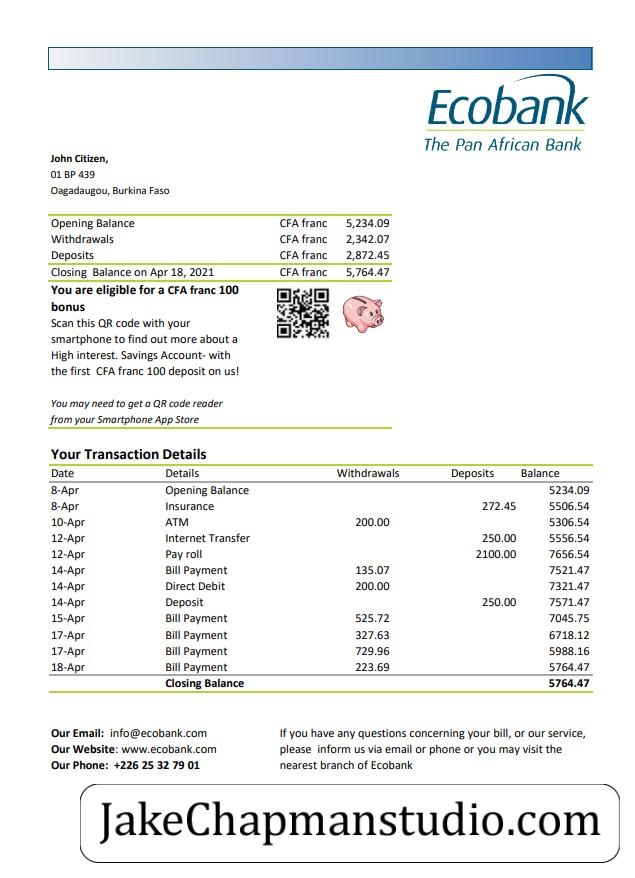 Ecobank
The Pan African Bank
John Citizen,
01 BP 439
Oagadaugou, Burkina Faso
Opening Balance CFA franc 5,234.09
Withdrawals CFA franc 2,342.07
Deposits CFA franc 2,872.45
Closing Balance on Apr 18, 2021 CFA franc 5,764.47
You are eligible for a CFA franc 100
bonus
Scan this QR code with your
smartphone to find out more about a
High interest. Savings Account- with
the first CFA franc 100 deposit on us!
You may need to get a QR code reader
from your Smartphone App Store
Your Transaction Details
Date Details Withdrawals Deposits Balance
8-Apr Opening Balance 5234.09
8-Apr Insurance 272.45 5506.54
10-Apr ATM 200.00 5306.54
12-Apr Internet Transfer 250.00 5556.54
12-Apr Pay roll 2100.00 7656.54
14-Apr Bill Payment 135.07 7521.47
14-Apr Direct Debit 200.00 7321.47
14-Apr Deposit 250.00 7571.47
15-Apr Bill Payment 525.72 7045.75
17-Apr Bill Payment 327.63 6718.12
17-Apr Bill Payment 729.96 5988.16
18-Apr Bill Payment 223.69 5764.47
Closing Balance 5764.47
Our Email: info@ecobank.com
Our Website: www.ecobank.com
Our Phone: +226 25 32 79 01
If you have any questions concerning your bill, or our service,
please inform us via email or phone or you may visit the
nearest branch of Ecobank
JakeChapmanstudio.com